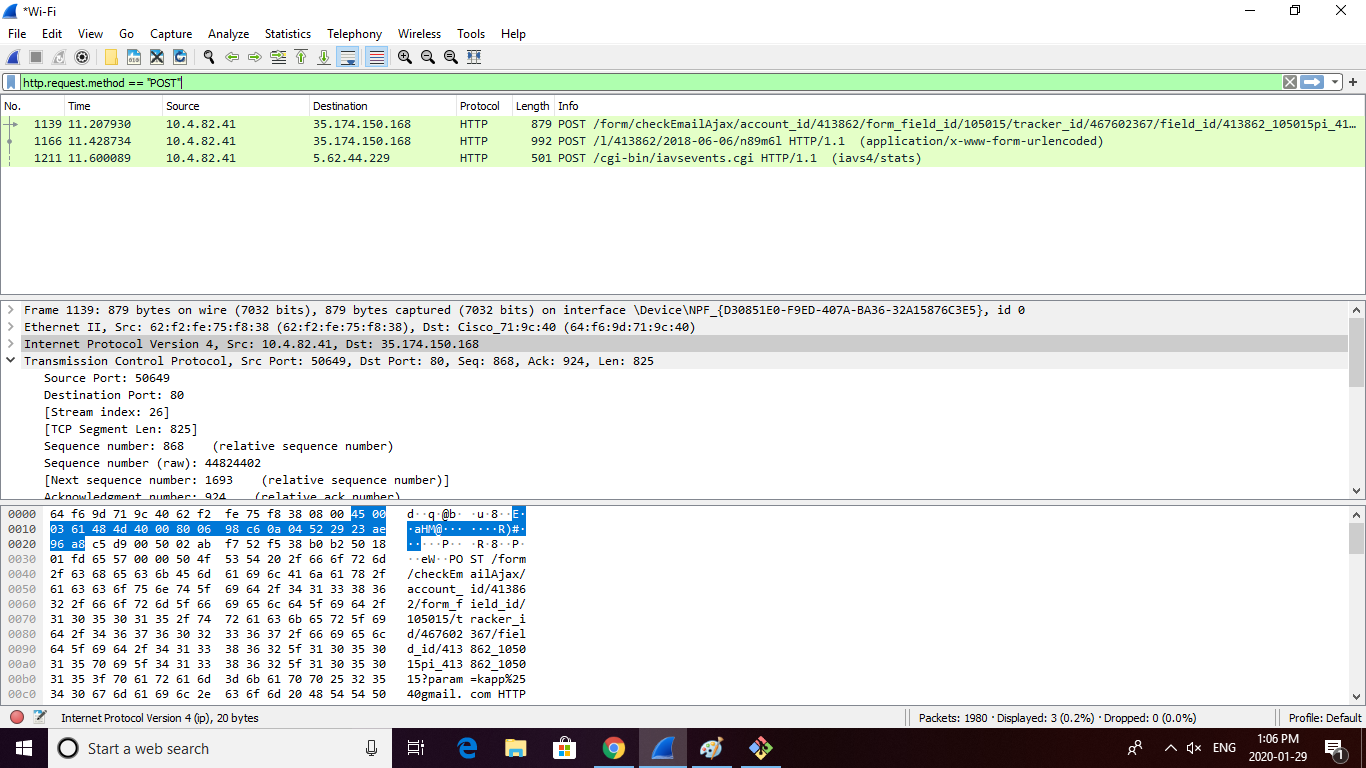 *Wi-Fi
File Edit View Go Capture Analyze Statistics Telephony Wireless Tools Help
http.request.method == "POST"
No. Time Source Destination Protocol Length Info
1139 11.207930 10.4.82.41 35.174.150.168 HTTP 879 POST /form/checkEmailAjax/account_id/413862/form_field_id/105015/tracker_id/467602367/field_id/413862_105015pi_41…
1166 11.428734 10.4.82.41 35.174.150.168 HTTP 992 POST /l/413862/2018-06-06/n89m6l HTTP/1.1 (application/x-www-form-urlencoded)
1211 11.600089 10.4.82.41 5.62.44.229 HTTP 501 POST /cgi-bin/iavsevents.cgi HTTP/1.1 (iavs4/stats)
Frame 1139: 879 bytes on wire (7032 bits), 879 bytes captured (7032 bits) on interface \Device\NPF_{D30851E0-F9ED-407A-BA36-32A15876C3E5}, id 0
Ethernet II, Src: 62:f2:fe:75:f8:38 (62:f2:fe:75:f8:38), Dst: Cisco_71:9c:40 (64:f6:9d:71:9c:40)
Internet Protocol Version 4, Src: 10.4.82.41, Dst: 35.174.150.168
Transmission Control Protocol, Src Port: 50649, Dst Port: 80, Seq: 868, Ack: 924, Len: 825
Source Port: 50649
Destination Port: 80
[Stream index: 26]
[TCP Segment Len: 825]
Sequence number: 868 (relative sequence number)
Sequence number (raw): 44824402
[Next sequence number: 1693 (relative sequence number)]
Acknowledgment number: 924 (relative ack number)
0000 64 f6 9d 71 9c 40 62 f2 fe 75 f8 38 08 00 45 00 d··q·@b· ·u·8··E·
0010 03 61 48 4d 40 00 80 06 98 c6 0a 04 52 29 23 ae ·aHM@··· ····R)#·
0020 96 a8 c5 d9 00 50 02 ab f7 52 f5 38 b0 b2 50 18 ·····P·· ·R·8··P·
0030 01 fd 65 57 00 00 50 4f 53 54 20 2f 66 6f 72 6d ··eW··PO ST /form
0040 2f 63 68 65 63 6b 45 6d 61 69 6c 41 6a 61 78 2f /checkEm ailAjax/
0050 61 63 63 6f 75 6e 74 5f 69 64 2f 34 31 33 38 36 account_ id/41386
0060 32 2f 66 6f 72 6d 5f 66 69 65 6c 64 5f 69 64 2f 2/form_f ield_id/
0070 31 30 35 30 31 35 2f 74 72 61 63 6b 65 72 5f 69 105015/t racker_i
0080 64 2f 34 36 37 36 30 32 33 36 37 2f 66 69 65 6c d/467602 367/fiel
0090 64 5f 69 64 2f 34 31 33 38 36 32 5f 31 30 35 30 d_id/413 862_1050
00a0 31 35 70 69 5f 34 31 33 38 36 32 5f 31 30 35 30 15pi_413 862_1050
00b0 31 35 3f 70 61 72 61 6d 3d 6b 61 70 70 25 32 35 15?param =kapp%25
00c0 34 30 67 6d 61 69 6c 2e 63 6f 6d 20 48 54 54 50 40gmail. com HTTP
Internet Protocol Version 4 (ip), 20 bytes Packets: 1980 · Displayed: 3 (0.2%) · Dropped: 0 (0.0%) Profile: Default
Start a web search ENG 1:06 PM 2020-01-29 1